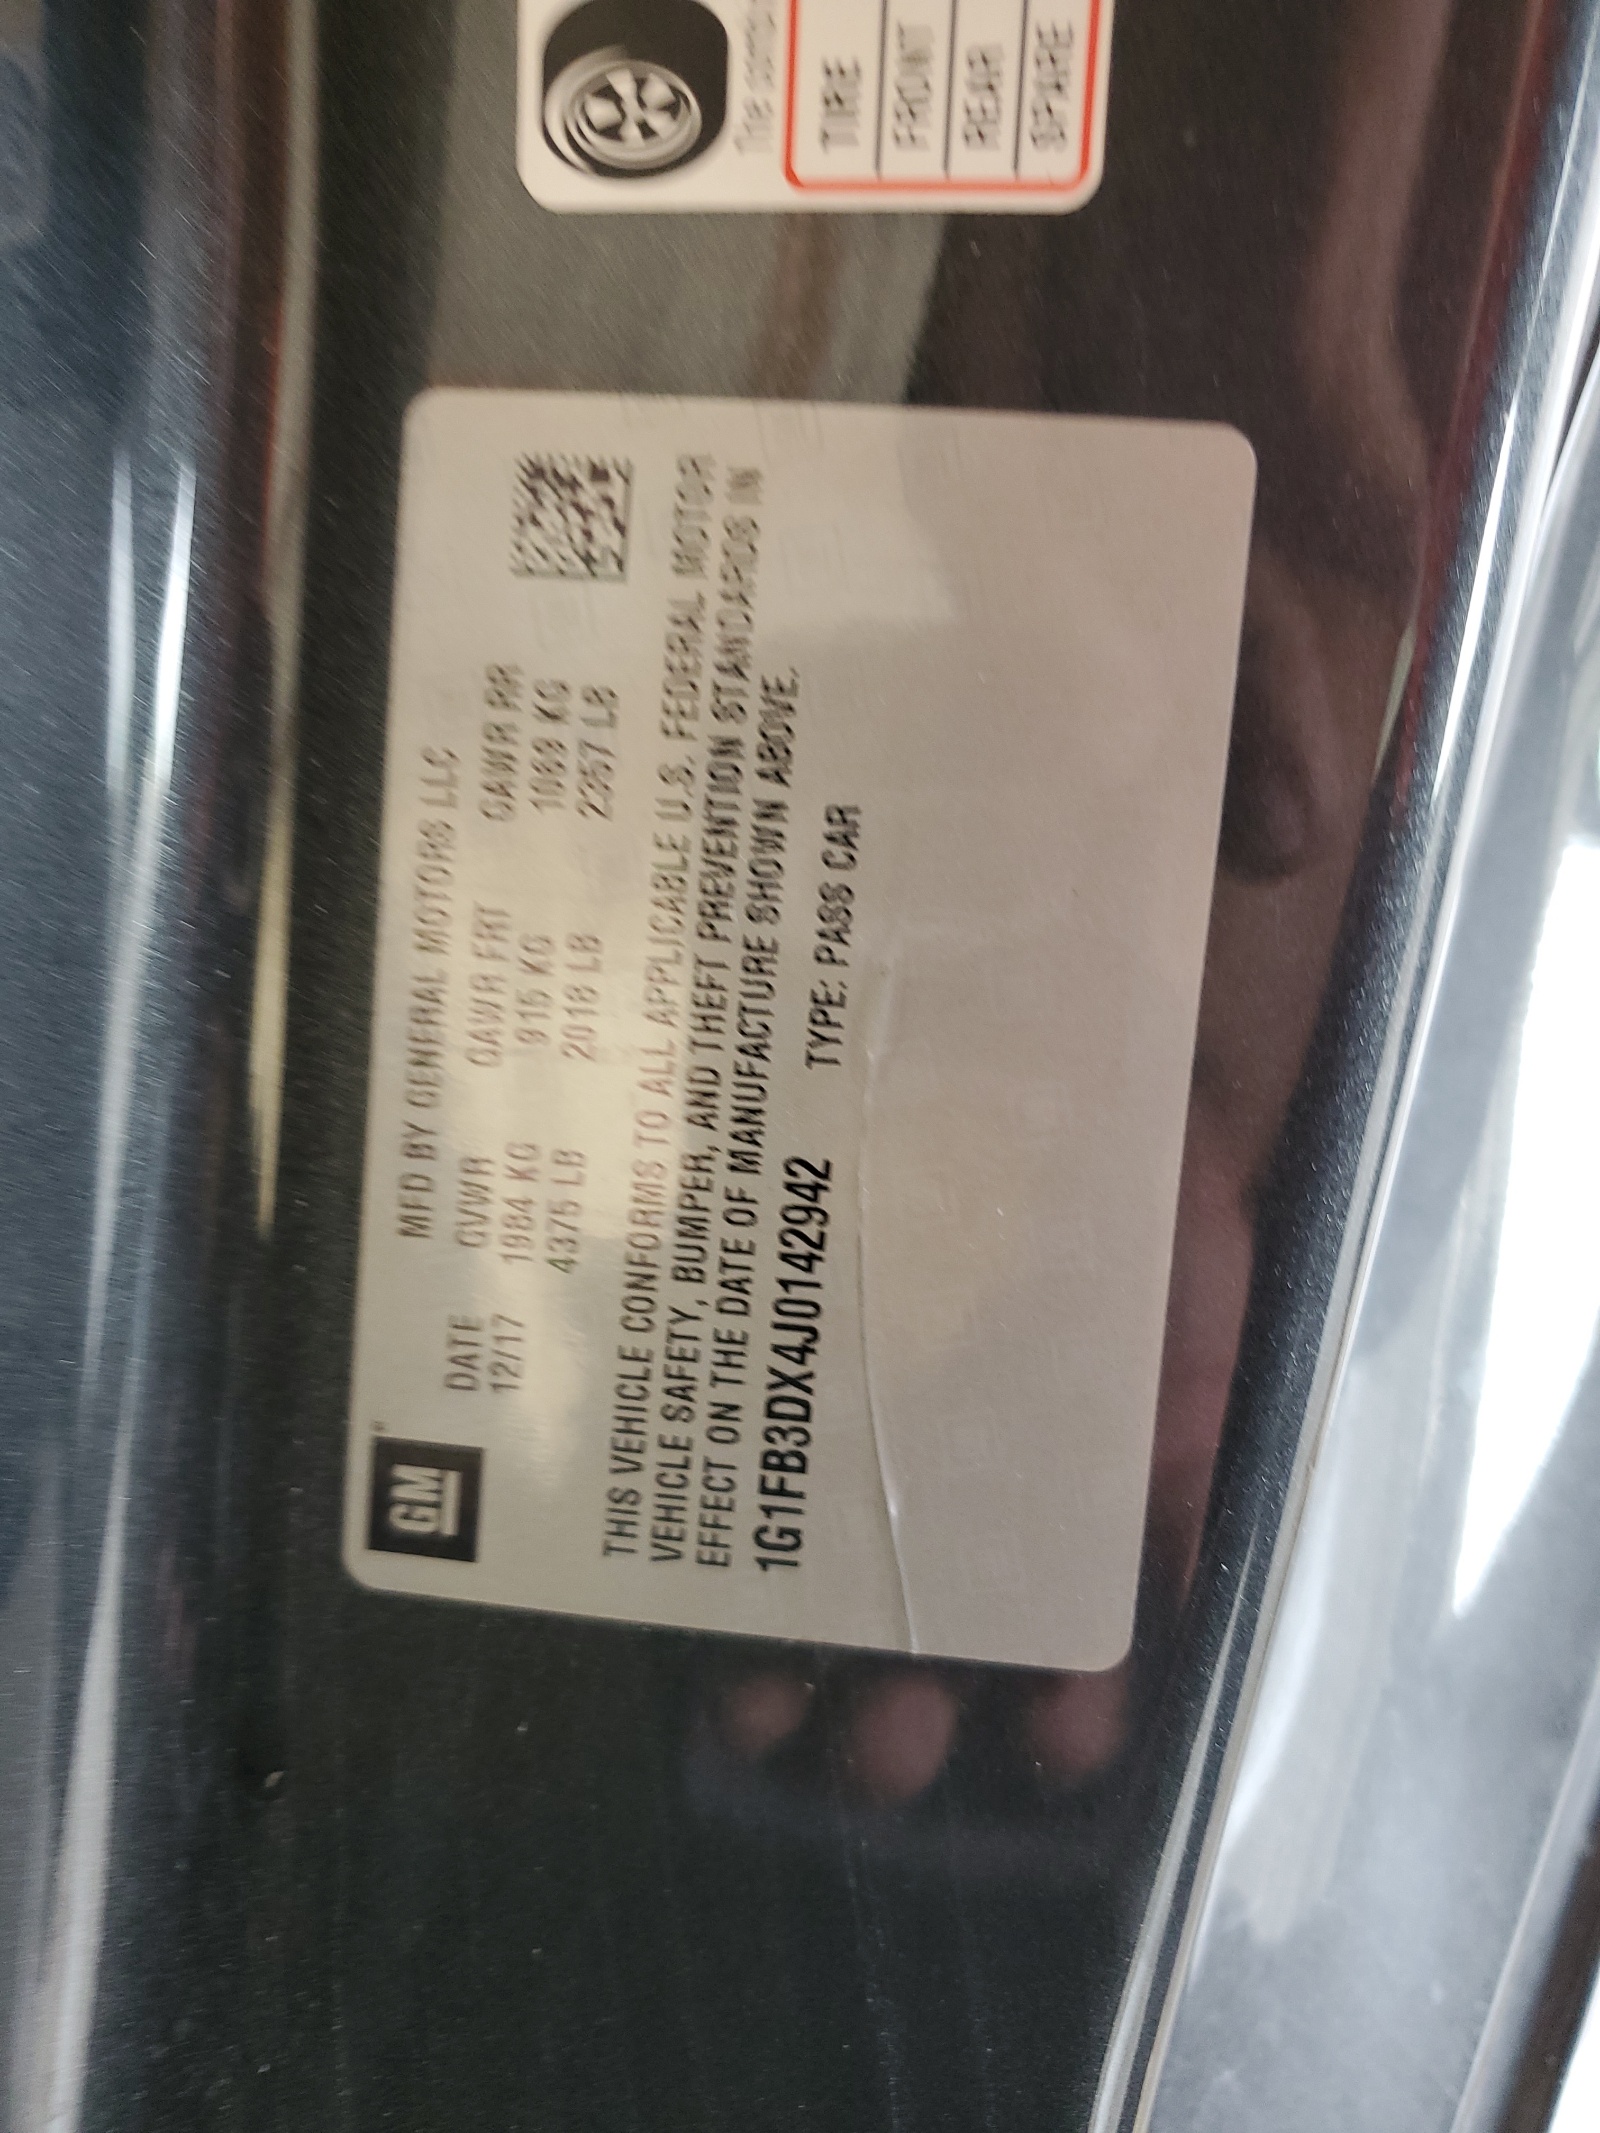 GM
MFD BY GENERAL MOTORS LLC
DATE GVWR GAWR FRT GAWR RR
12/17 1984 KG 915 KG 1069 KG
4375 LB 2018 LB 2357 LB
THIS VEHICLE CONFORMS TO ALL APPLICABLE U.S. FEDERAL MOTOR
VEHICLE SAFETY, BUMPER, AND THEFT PREVENTION STANDARDS IN
EFFECT ON THE DATE OF MANUFACTURE SHOWN ABOVE.
1G1FB3DX4J0142942 TYPE: PASS CAR
The
TIRE
FRONT
REAR
SPARE